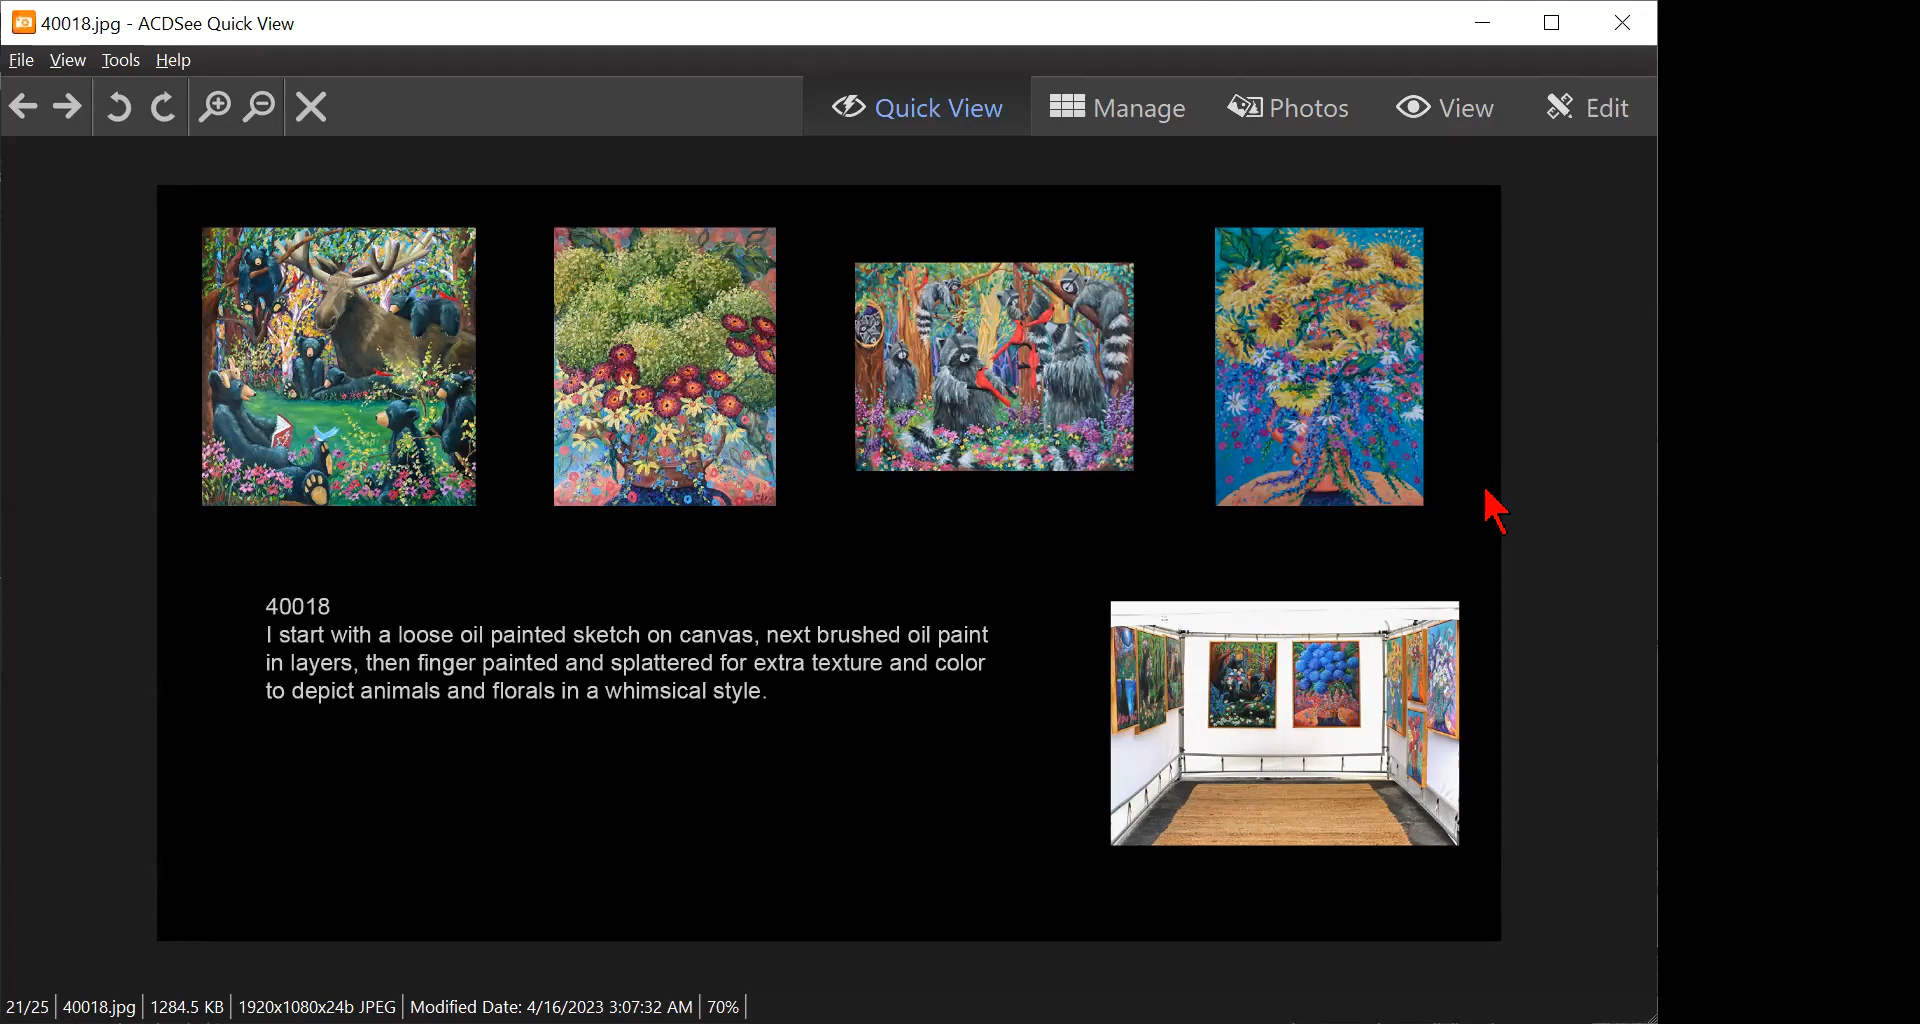 40018.jpg - ACDSee Quick View
File View Tools Help
Quick View Manage Photos View Edit
40018
I start with a loose oil painted sketch on canvas, next brushed oil paint
in layers, then finger painted and splattered for extra texture and color
to depict animals and florals in a whimsical style.
21/25 40018.jpg 1284.5 KB 1920x1080x24b JPEG Modified Date: 4/16/2023 3:07:32 AM 70%